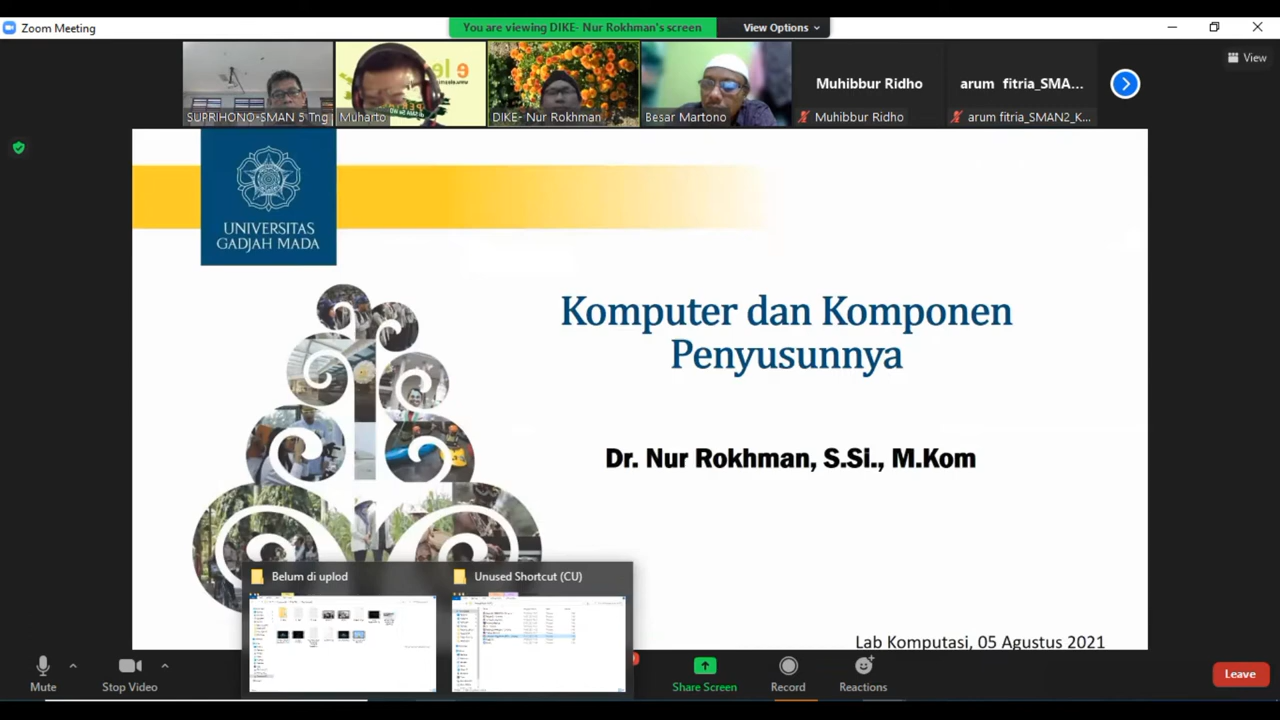 Zoom Meeting
You are viewing DIKE- Nur Rokhman's screen
View Options
View
SUPRIHONO-SMAN 5 Tng
Muharto
DIKE- Nur Rokhman
Besar Martono
Muhibbur Ridho
Muhibbur Ridho
arum fitria_SMA...
arum fitria_SMAN2_K...
UNIVERSITAS
GADJAH MADA
Komputer dan Komponen
Penyusunnya
Dr. Nur Rokhman, S.Si., M.Kom
Belum di uplod
Unused Shortcut (CU)
Lab Komputasi, 05 Agustus 2021
Mute
Stop Video
Share Screen
Record
Reactions
Leave